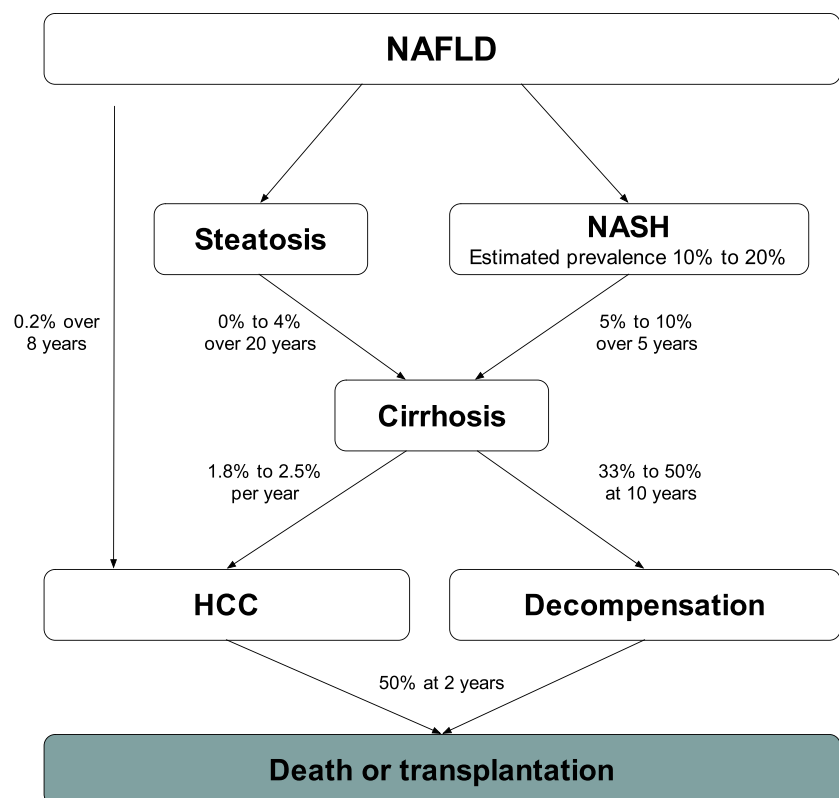 NAFLD
Steatosis
NASH
Estimated prevalence 10% to 20%
0.2% over
8 years
0% to 4%
over 20 years
5% to 10%
over 5 years
Cirrhosis
1.8% to 2.5%
per year
33% to 50%
at 10 years
HCC
Decompensation
50% at 2 years
Death or transplantation